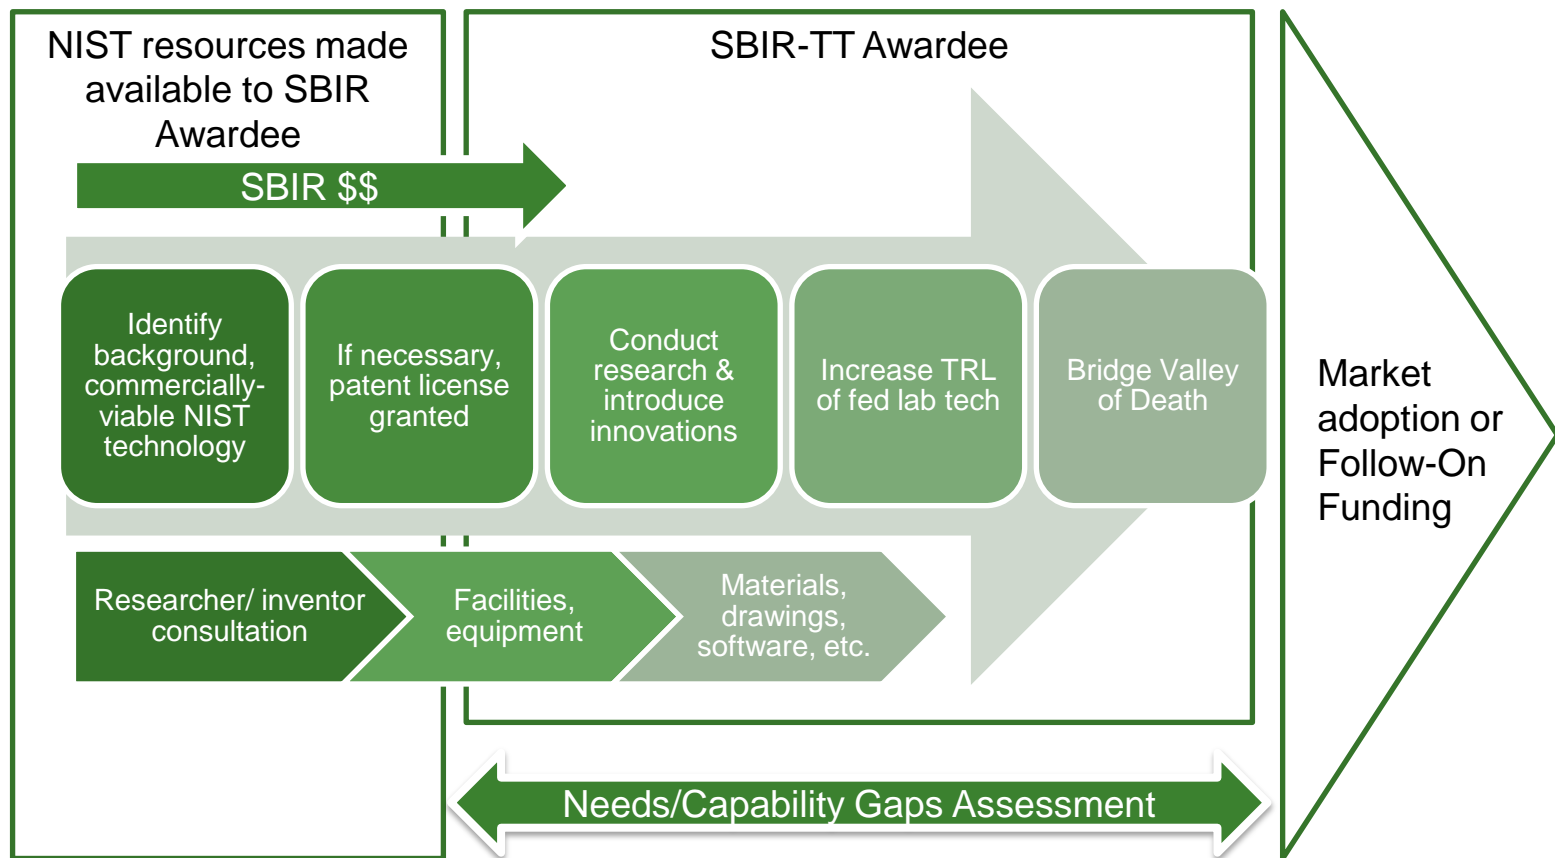 NIST resources made
available to SBIR
Awardee
SBIR-TT Awardee
SBIR $$
Identify
background,
commercially-
viable NIST
technology
If necessary,
patent license
granted
Conduct
research &
introduce
innovations
Increase TRL
of fed lab tech
Bridge Valley
of Death
Market
adoption or
Follow-On
Funding
Researcher/ inventor
consultation
Facilities,
equipment
Materials,
drawings,
software, etc.
Needs/Capability Gaps Assessment